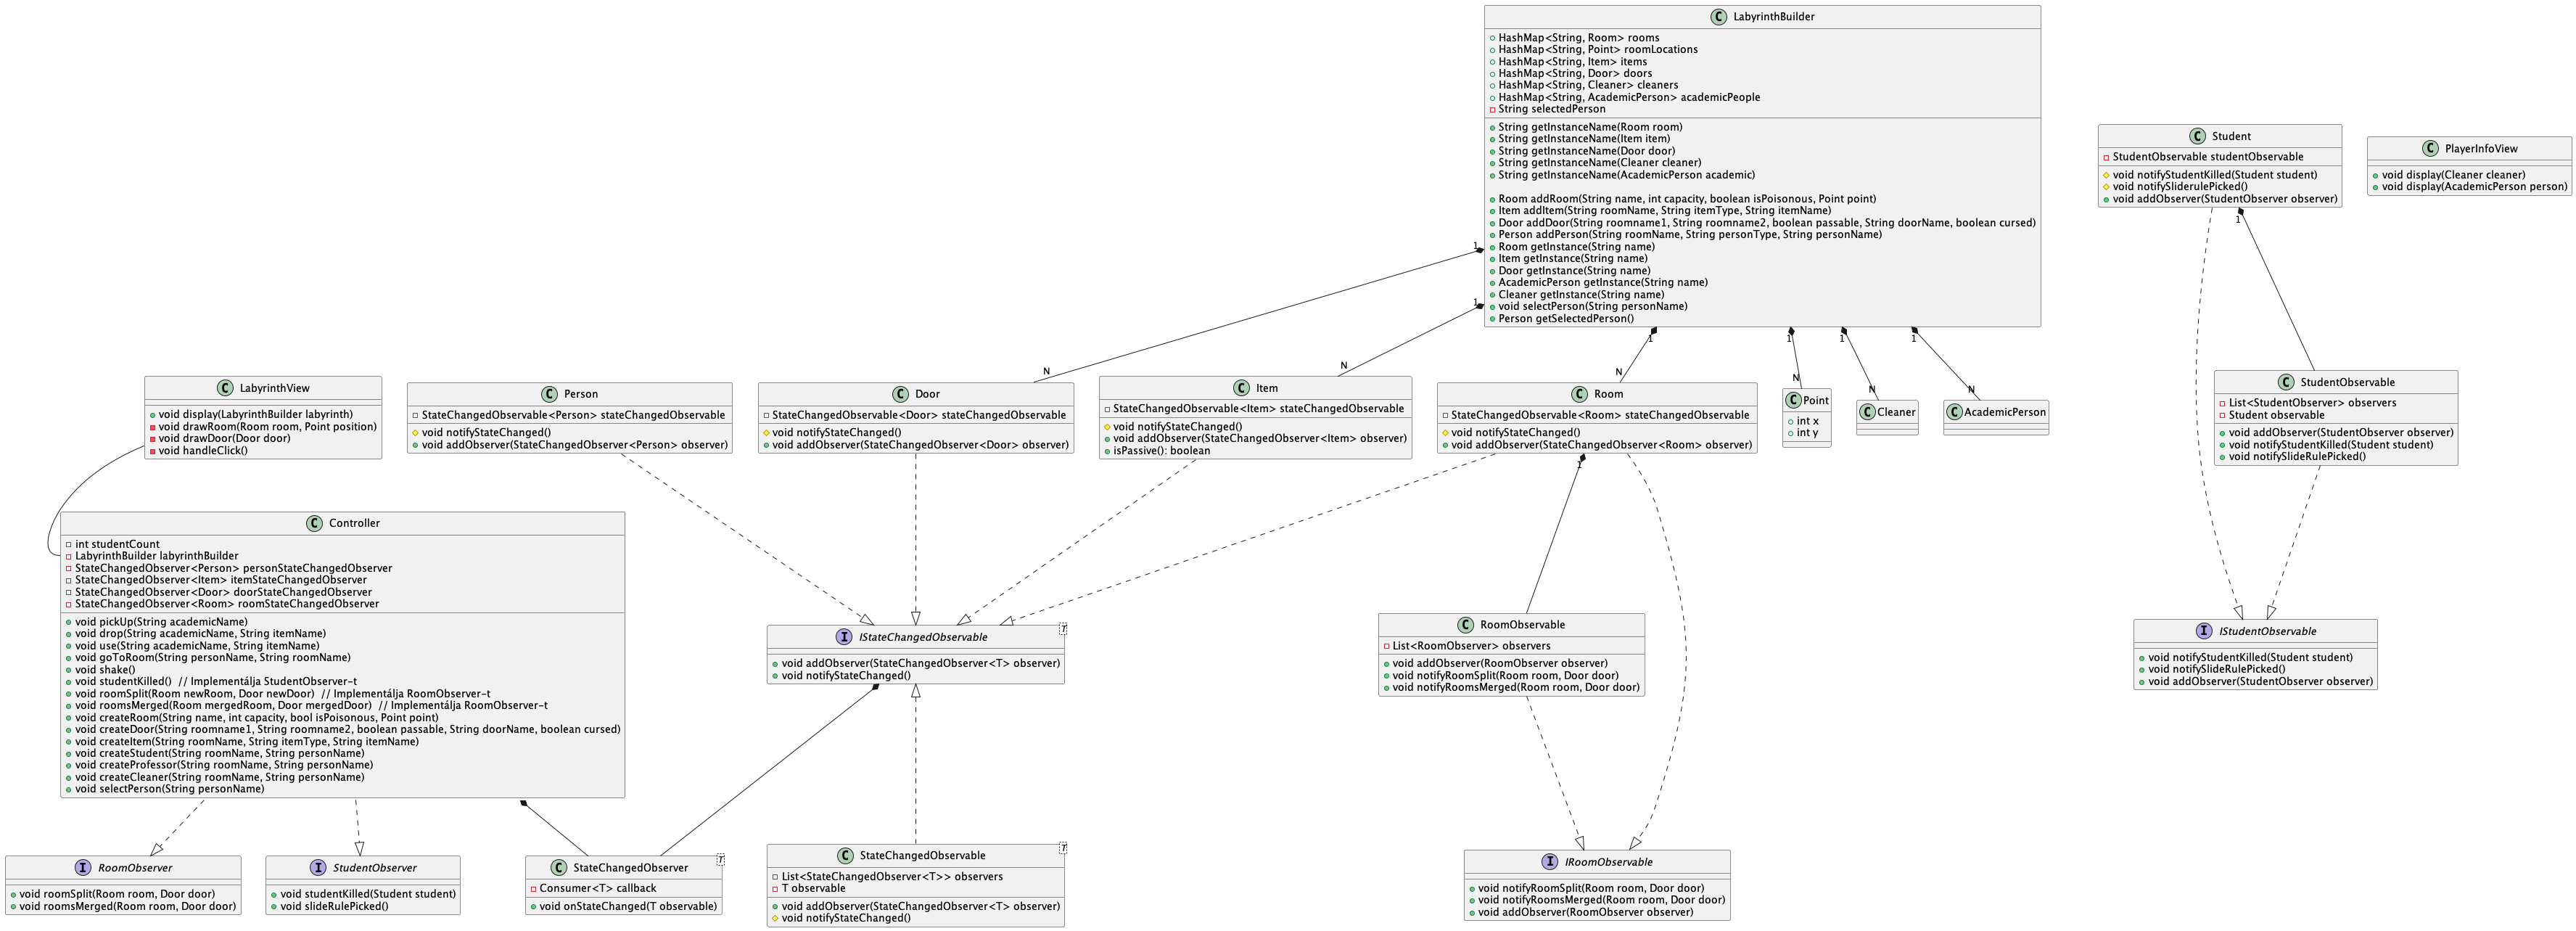 LabyrinthBuilder
HashMap<String, Room> rooms
HashMap<String, Point> roomLocations
HashMap<String, Item> items
HashMap<String, Door> doors
HashMap<String, Cleaner> cleaners
HashMap<String, AcademicPerson> academicPeople
String selectedPerson
String getInstanceName(Room room)
String getInstanceName(Item item)
String getInstanceName(Door door)
String getInstanceName(Cleaner cleaner)
String getInstanceName(AcademicPerson academic)
Room addRoom(String name, int capacity, boolean isPoisonous, Point point)
Item addItem(String roomName, String itemType, String itemName)
Door addDoor(String roomname1, String roomname2, boolean passable, String doorName, boolean cursed)
Person addPerson(String roomName, String personType, String personName)
Room getInstance(String name)
Item getInstance(String name)
Door getInstance(String name)
AcademicPerson getInstance(String name)
Cleaner getInstance(String name)
void selectPerson(String personName)
Person getSelectedPerson()
Student
StudentObservable studentObservable
void notifyStudentKilled(Student student)
void notifySliderulePicked()
void addObserver(StudentObserver observer)
PlayerInfoView
void display(Cleaner cleaner)
void display(AcademicPerson person)
1
1
1
1
1
1
1
N
N
N
N
N
N
LabyrinthView
void display(LabyrinthBuilder labyrinth)
void drawRoom(Room room, Point position)
void drawDoor(Door door)
void handleClick()
Person
StateChangedObservable<Person> stateChangedObservable
void notifyStateChanged()
void addObserver(StateChangedObserver<Person> observer)
Door
StateChangedObservable<Door> stateChangedObservable
void notifyStateChanged()
void addObserver(StateChangedObserver<Door> observer)
Item
StateChangedObservable<Item> stateChangedObservable
void notifyStateChanged()
void addObserver(StateChangedObserver<Item> observer)
isPassive(): boolean
Room
StateChangedObservable<Room> stateChangedObservable
void notifyStateChanged()
void addObserver(StateChangedObserver<Room> observer)
1
Point
int x
int y
Cleaner
AcademicPerson
StudentObservable
List<StudentObserver> observers
Student observable
void addObserver(StudentObserver observer)
void notifyStudentKilled(Student student)
void notifySlideRulePicked()
Controller
int studentCount
LabyrinthBuilder labyrinthBuilder
StateChangedObserver<Person> personStateChangedObserver
StateChangedObserver<Item> itemStateChangedObserver
StateChangedObserver<Door> doorStateChangedObserver
StateChangedObserver<Room> roomStateChangedObserver
void pickUp(String academicName)
void drop(String academicName, String itemName)
void use(String academicName, String itemName)
void goToRoom(String personName, String roomName)
void shake()
void studentKilled() // Implementálja StudentObserver-t
void roomSplit(Room newRoom, Door newDoor) // Implementálja RoomObserver-t
void roomsMerged(Room mergedRoom, Door mergedDoor) // Implementálja RoomObserver-t
void createRoom(String name, int capacity, bool isPoisonous, Point point)
void createDoor(String roomname1, String roomname2, boolean passable, String doorName, boolean cursed)
void createItem(String roomName, String itemType, String itemName)
void createStudent(String roomName, String personName)
void createProfessor(String roomName, String personName)
void createCleaner(String roomName, String personName)
void selectPerson(String personName)
IStateChangedObservable
T
void addObserver(StateChangedObserver<T> observer)
void notifyStateChanged()
RoomObservable
List<RoomObserver> observers
void addObserver(RoomObserver observer)
void notifyRoomSplit(Room room, Door door)
void notifyRoomsMerged(Room room, Door door)
IStudentObservable
void notifyStudentKilled(Student student)
void notifySlideRulePicked()
void addObserver(StudentObserver observer)
RoomObserver
void roomSplit(Room room, Door door)
void roomsMerged(Room room, Door door)
StudentObserver
void studentKilled(Student student)
void slideRulePicked()
StateChangedObserver
T
Consumer<T> callback
void onStateChanged(T observable)
StateChangedObservable
T
List<StateChangedObserver<T>> observers
T observable
void addObserver(StateChangedObserver<T> observer)
void notifyStateChanged()
IRoomObservable
void notifyRoomSplit(Room room, Door door)
void notifyRoomsMerged(Room room, Door door)
void addObserver(RoomObserver observer)